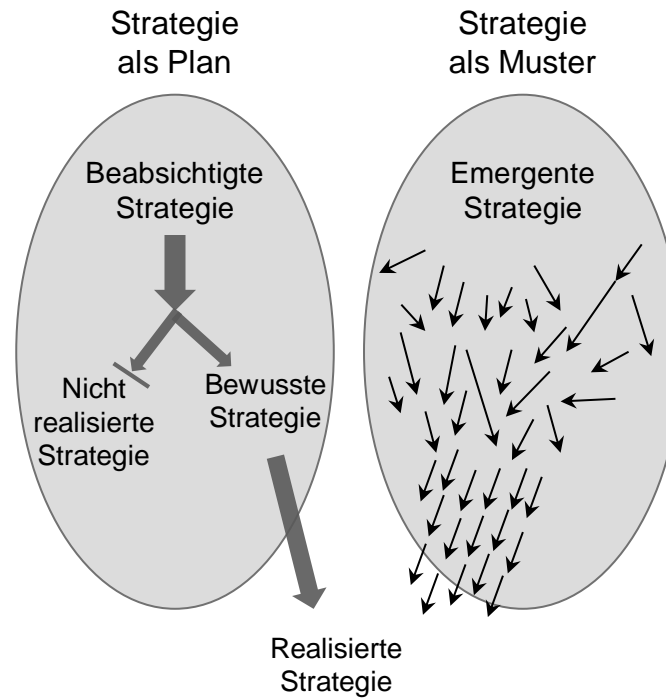 Strategie
als Plan
Strategie
als Muster
Beabsichtigte
Strategie
Emergente
Strategie
Nicht
realisierte
Strategie
Bewusste
Strategie
Realisierte
Strategie